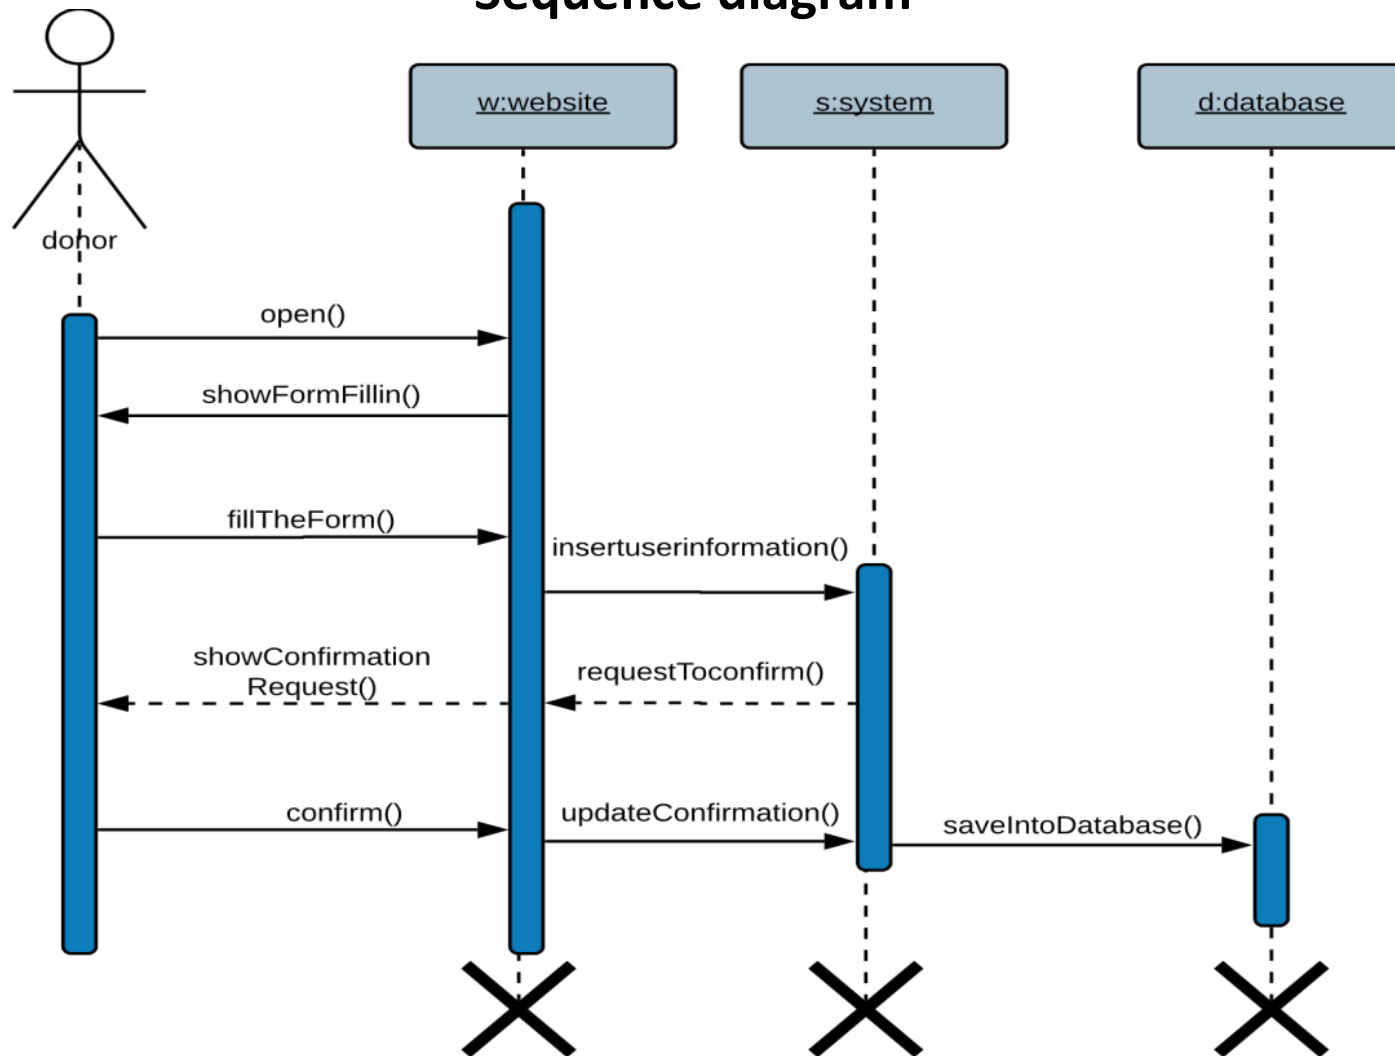 Sequence diagram
w:website
s:system
d:database
donor
open()
showFormFillin()
fillTheForm()
insertuserinformation()
showConfirmation
Request()
requestToconfirm()
confirm()
updateConfirmation()
saveIntoDatabase()